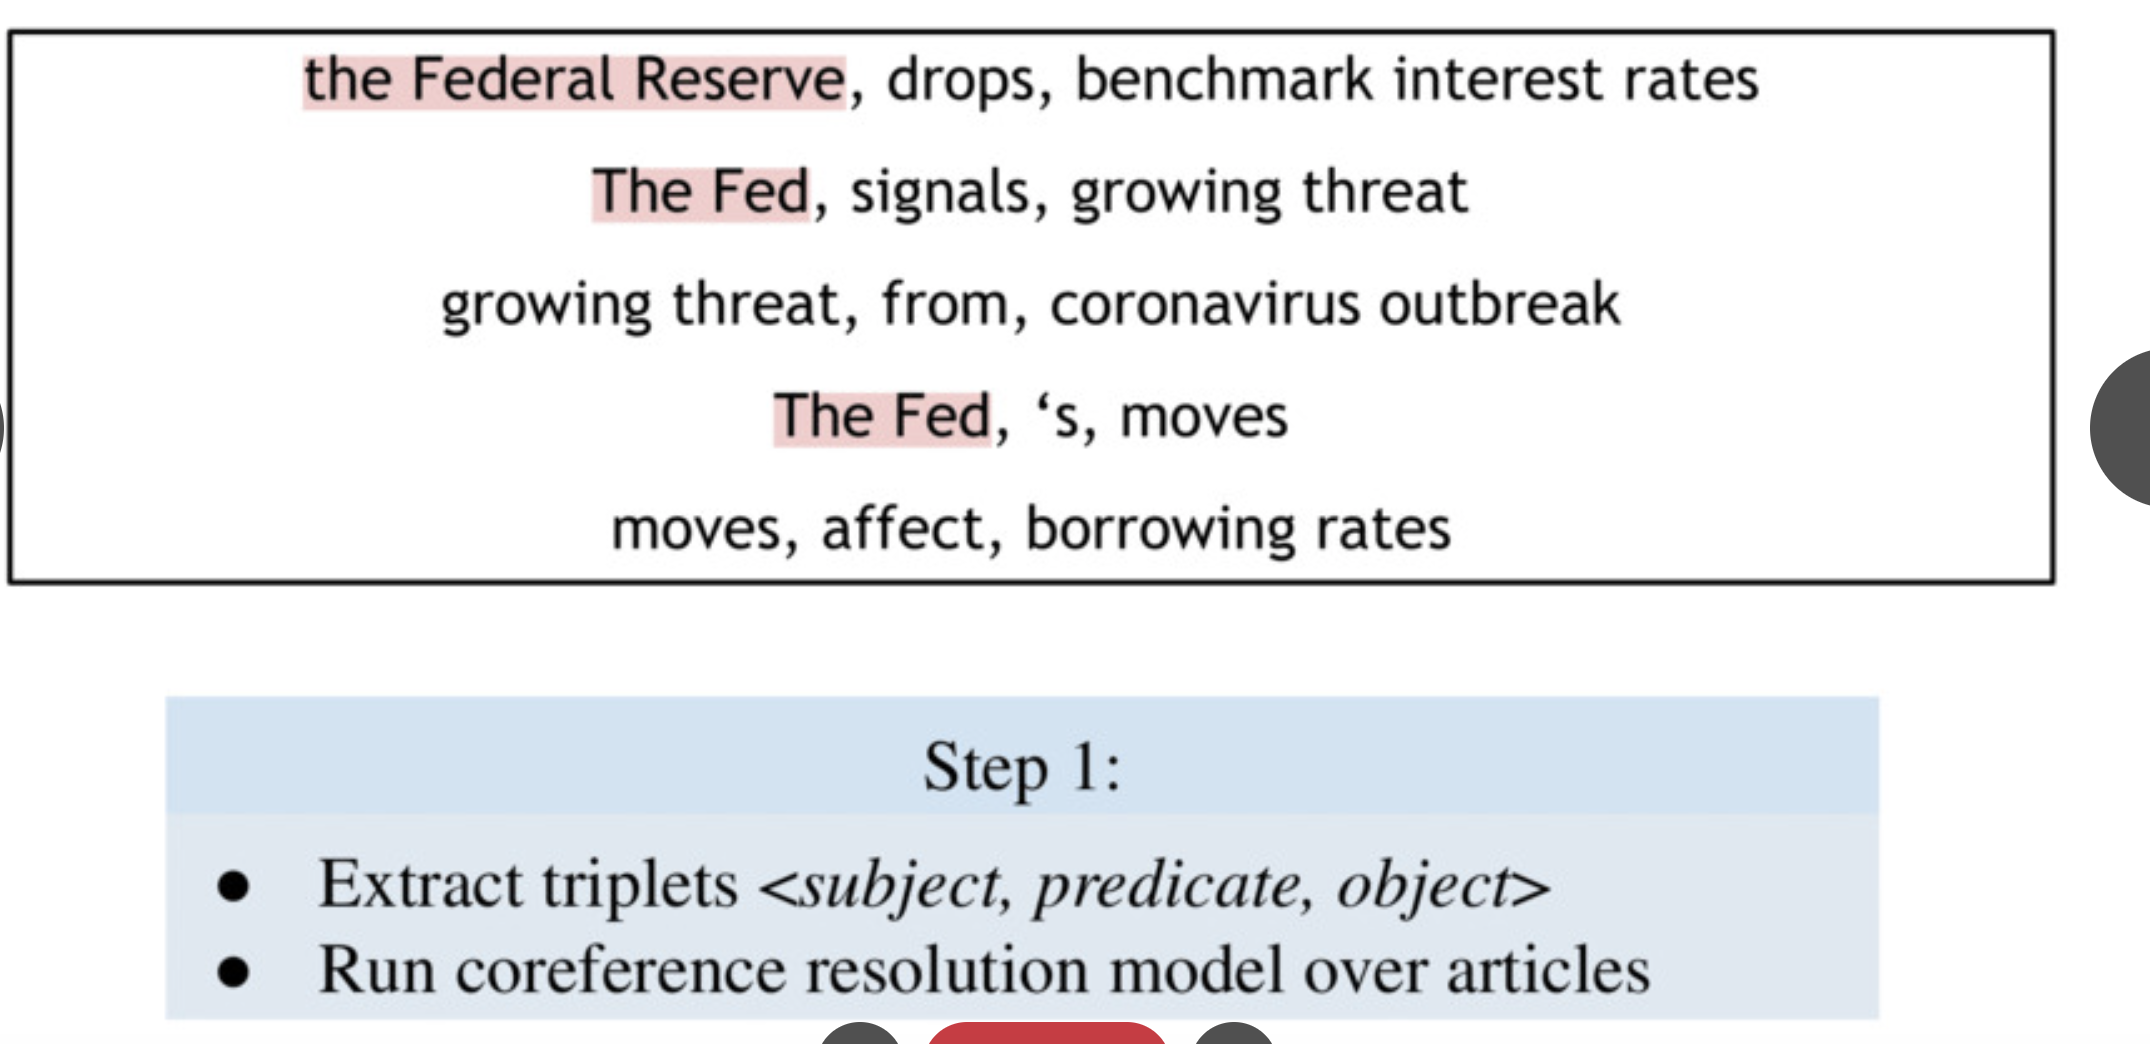 the Federal Reserve, drops, benchmark interest rates
The Fed, signals, growing threat
growing threat, from, coronavirus outbreak
The Fed, ‘s, moves
moves, affect, borrowing rates
Step 1:
● Extract triplets <subject, predicate, object>
● Run coreference resolution model over articles